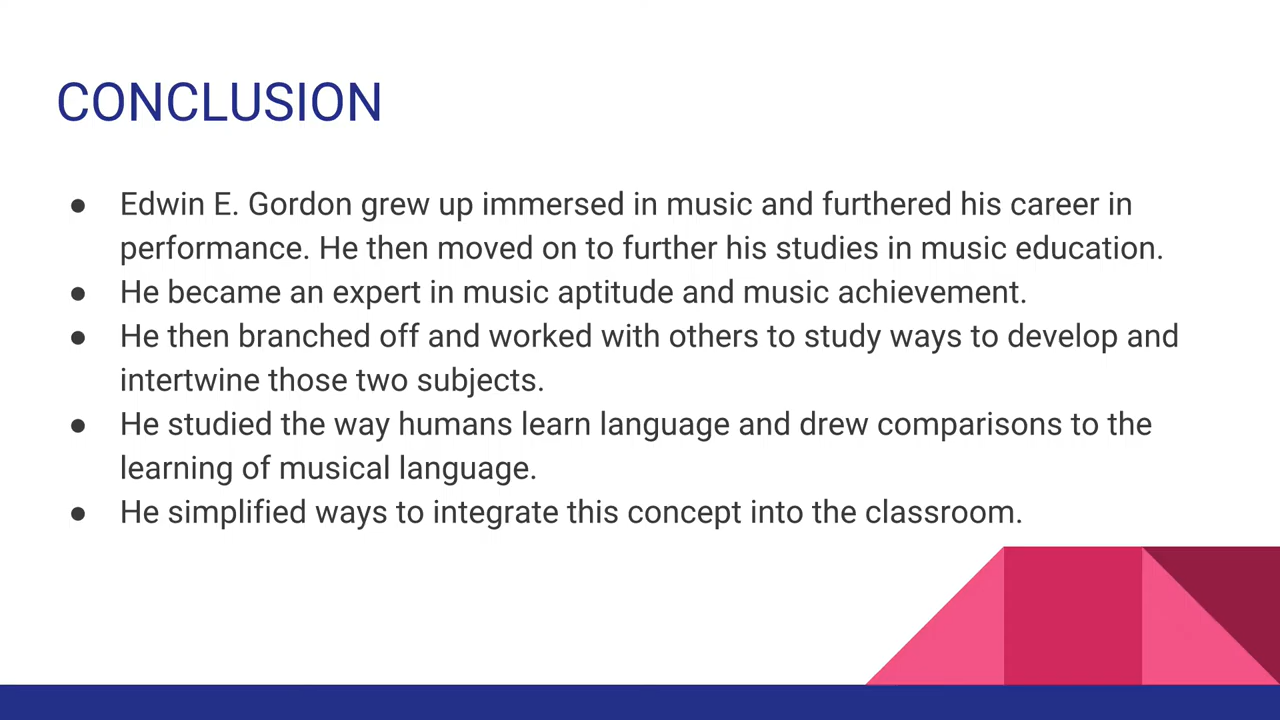 CONCLUSION
● Edwin E. Gordon grew up immersed in music and furthered his career in
performance. He then moved on to further his studies in music education.
● He became an expert in music aptitude and music achievement.
● He then branched off and worked with others to study ways to develop and
intertwine those two subjects.
● He studied the way humans learn language and drew comparisons to the
learning of musical language.
● He simplified ways to integrate this concept into the classroom.